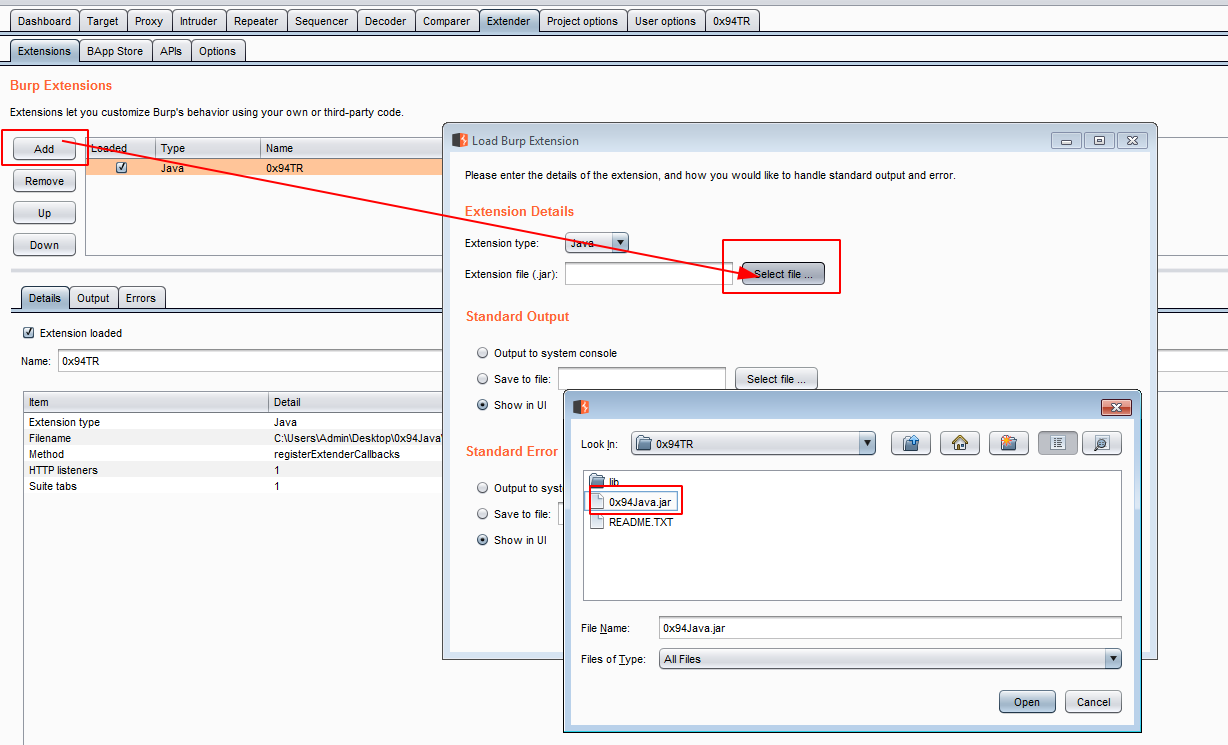 Dashboard Target Proxy Intruder Repeater Sequencer Decoder Comparer Extender Project options User options 0x94TR
Extensions BApp Store APIs Options
Burp Extensions
Extensions let you customize Burp's behavior using your own or third-party code.
Add
Remove
Up
Down
Loaded Type Name
Java 0x94TR
Details Output Errors
Extension loaded
Name: 0x94TR
Item Detail
Extension type Java
Filename C:\Users\Admin\Desktop\0x94Java\
Method registerExtenderCallbacks
HTTP listeners 1
Suite tabs 1
Load Burp Extension
Please enter the details of the extension, and how you would like to handle standard output and error.
Extension Details
Extension type: Java
Extension file (.jar): Select file ...
Standard Output
Output to system console
Save to file: Select file ...
Show in UI
Standard Error
Output to syst
Save to file:
Show in UI
Look In: 0x94TR
lib
0x94Java.jar
README.TXT
File Name: 0x94Java.jar
Files of Type: All Files
Open Cancel